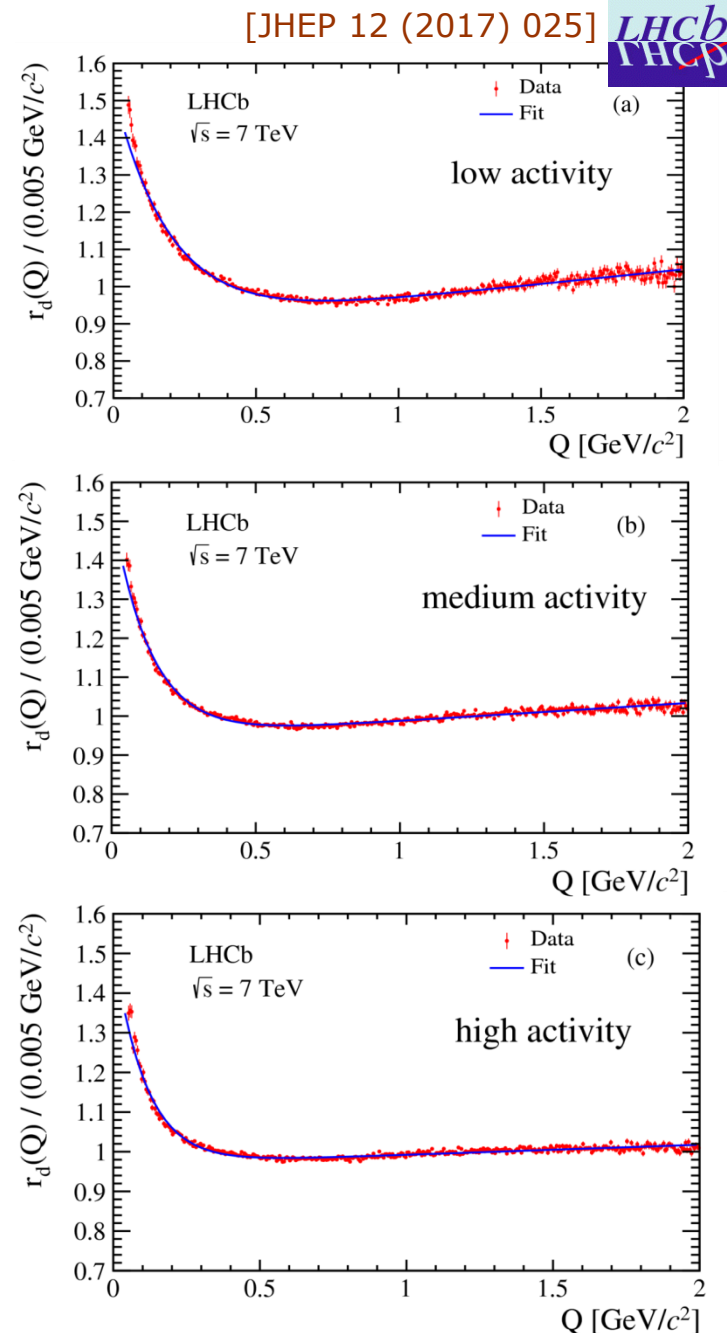 [JHEP 12 (2017) 025]
LHCb
LHCb
1.6
1.5
1.4
1.3
1.2
1.1
1
0.9
0.8
0.7
r_d(Q) / (0.005 GeV/c²)
LHCb
√s = 7 TeV
Data
Fit
(a)
low activity
0 0.5 1 1.5 2
Q [GeV/c²]
1.6
1.5
1.4
1.3
1.2
1.1
1
0.9
0.8
0.7
r_d(Q) / (0.005 GeV/c²)
LHCb
√s = 7 TeV
Data
Fit
(b)
medium activity
0 0.5 1 1.5 2
Q [GeV/c²]
1.6
1.5
1.4
1.3
1.2
1.1
1
0.9
0.8
0.7
r_d(Q) / (0.005 GeV/c²)
LHCb
√s = 7 TeV
Data
Fit
(c)
high activity
0 0.5 1 1.5 2
Q [GeV/c²]